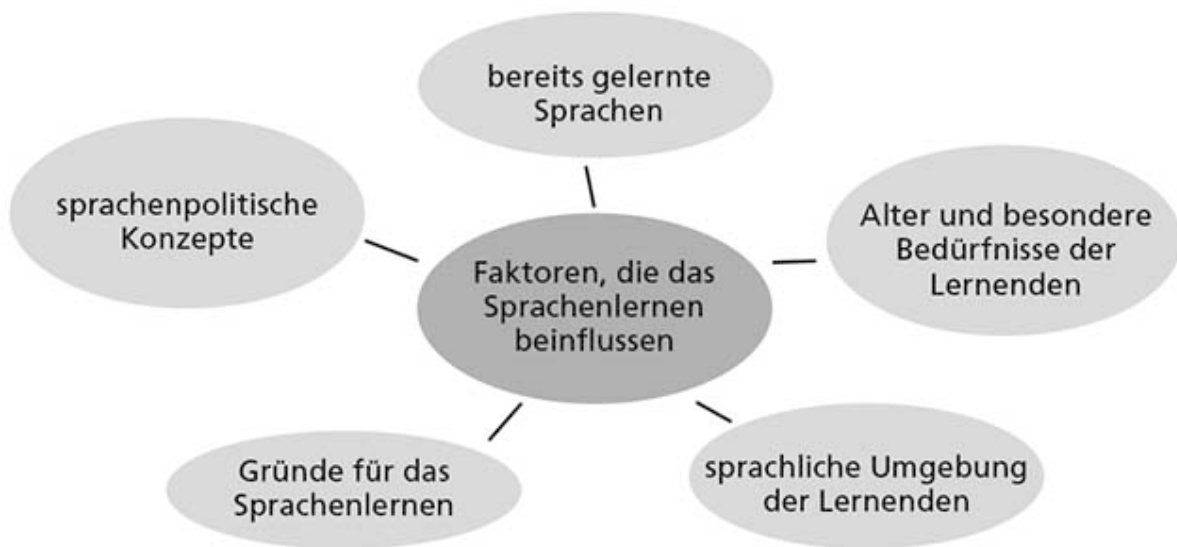 bereits gelernte
Sprachen
sprachenpolitische
Konzepte
Alter und besondere
Bedürfnisse der
Lernenden
Faktoren, die das
Sprachenlernen
beinflussen
Gründe für das
Sprachenlernen
sprachliche Umgebung
der Lernenden